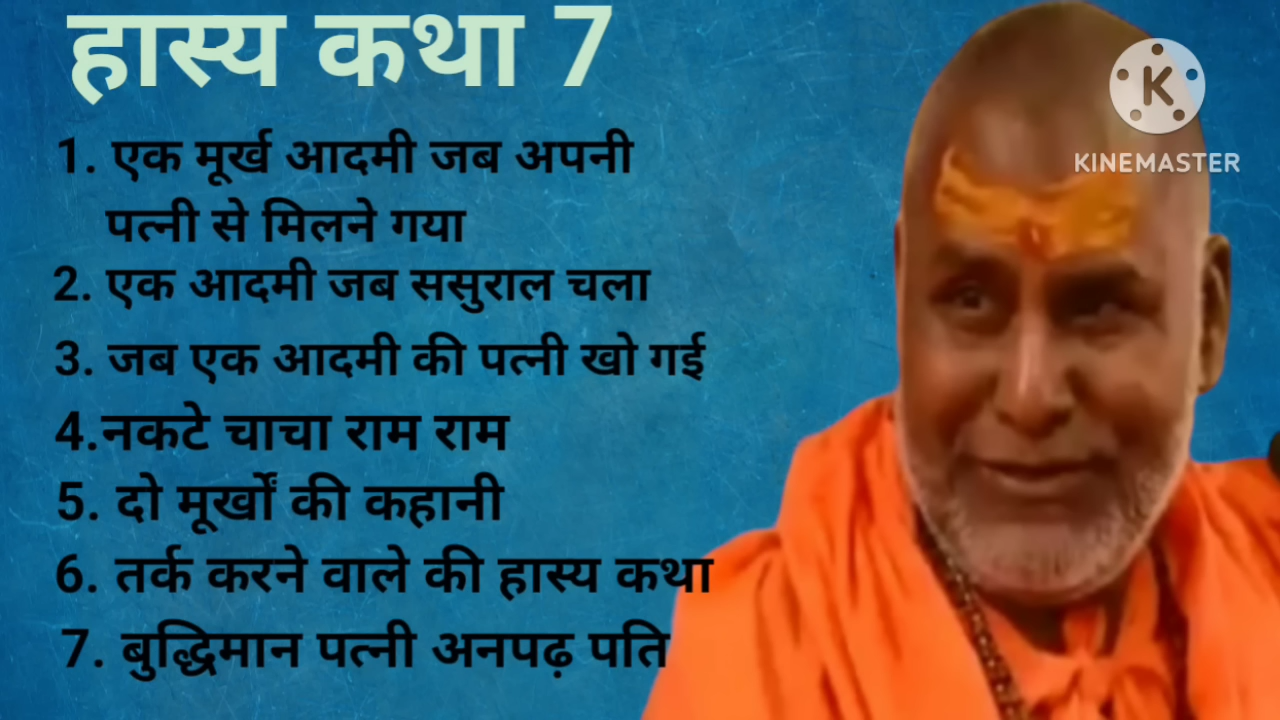 हास्य कथा 7
K
KINEMASTER
1. एक मूर्ख आदमी जब अपनी
पत्नी से मिलने गया
2. एक आदमी जब ससुराल चला
3. जब एक आदमी की पत्नी खो गई
4.नकटे चाचा राम राम
5. दो मूर्खों की कहानी
6. तर्क करने वाले की हास्य कथा
7. बुद्धिमान पत्नी अनपढ़ पति